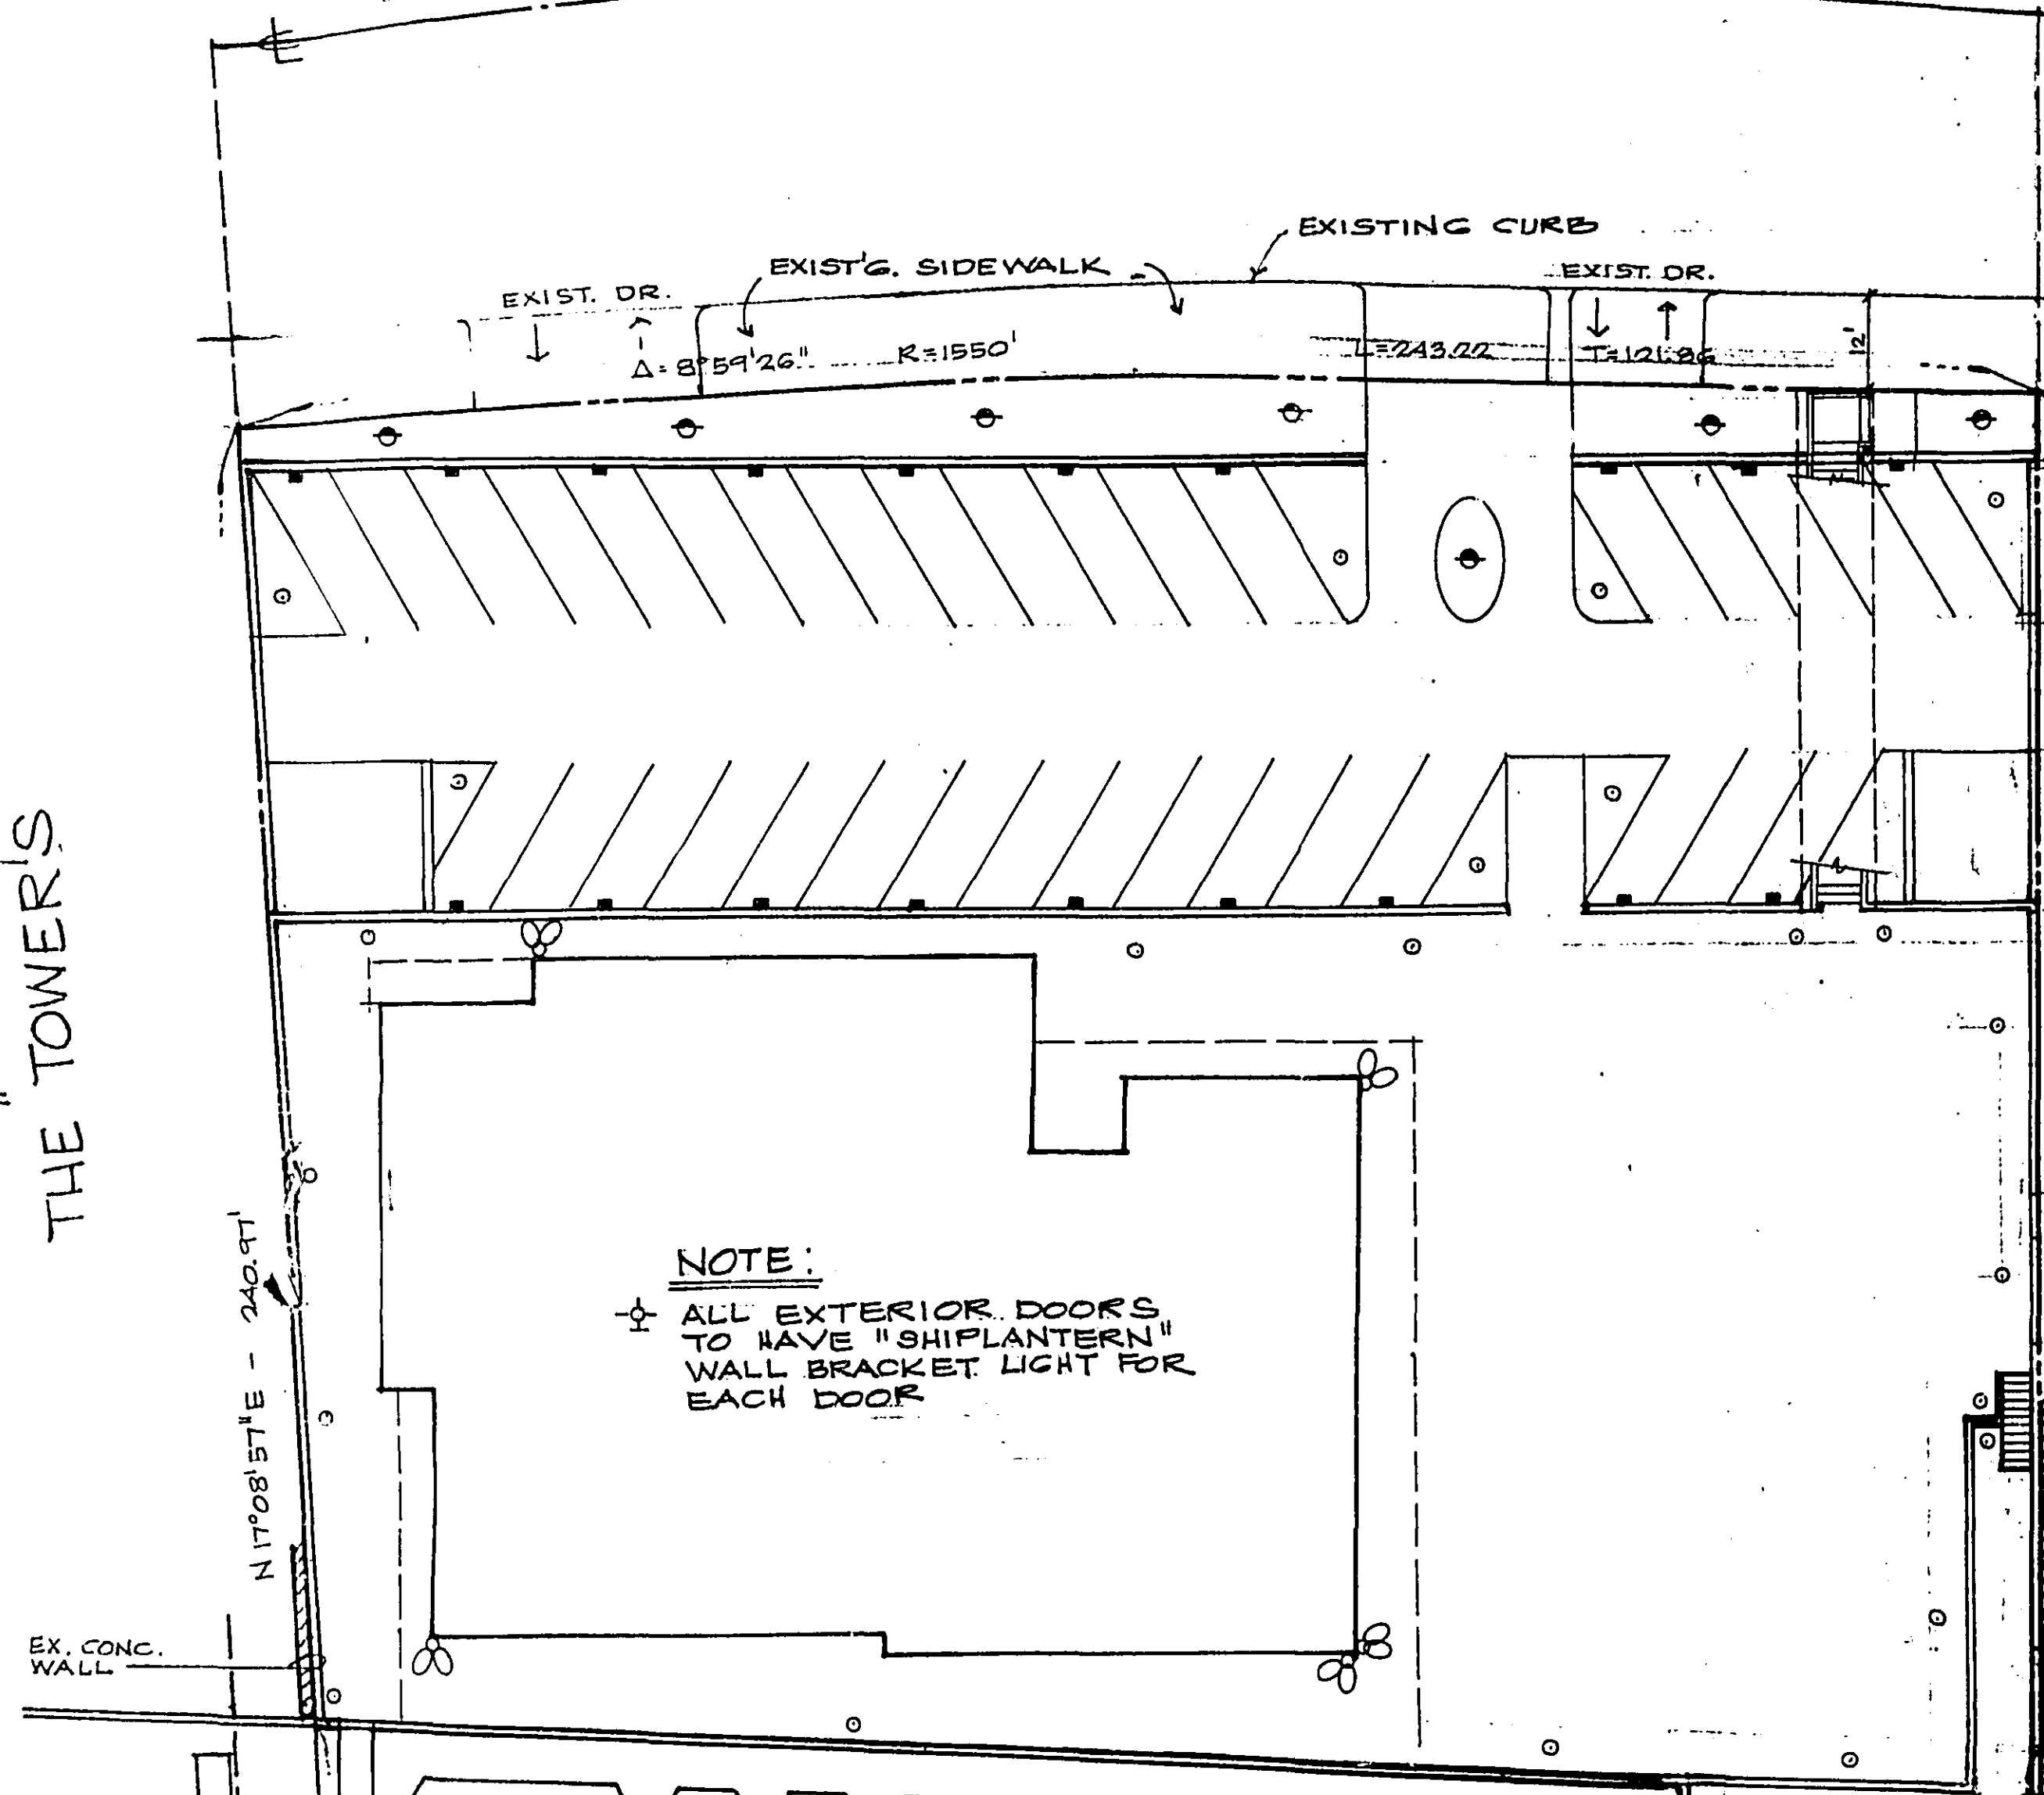 EXISTING CURB
EXIST'G. SIDEWALK
EXIST. DR.
EXIST. DR.
Δ= 8°59'26" R=1550' L=243.22 T=121.86
12'
"
THE TOWER'S
N 17°08'57"E - 240.97'
NOTE:
ALL EXTERIOR DOORS
TO HAVE "SHIPLANTERN"
WALL BRACKET LIGHT FOR
EACH DOOR
EX. CONC.
WALL